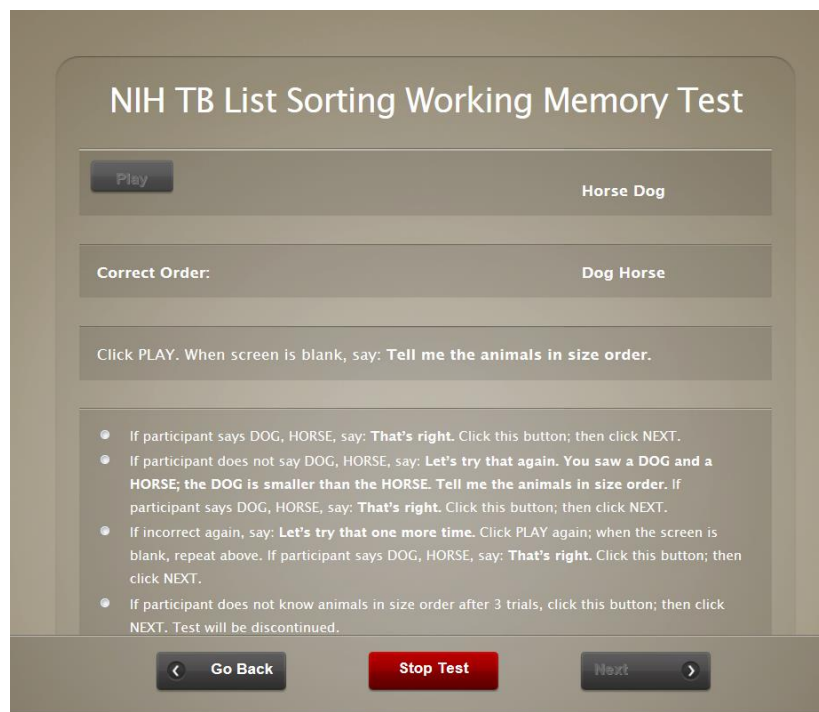 NIH TB List Sorting Working Memory Test
Play
Horse Dog
Correct Order:
Dog Horse
Click PLAY. When screen is blank, say: Tell me the animals in size order.
If participant says DOG, HORSE, say: That's right. Click this button; then click NEXT.
If participant does not say DOG, HORSE, say: Let's try that again. You saw a DOG and a
HORSE; the DOG is smaller than the HORSE. Tell me the animals in size order. If
participant says DOG, HORSE, say: That's right. Click this button; then click NEXT.
If incorrect again, say: Let's try that one more time. Click PLAY again; when the screen is
blank, repeat above. If participant says DOG, HORSE, say: That's right. Click this button; then
click NEXT.
If participant does not know animals in size order after 3 trials, click this button; then click
NEXT. Test will be discontinued.
Go Back
Stop Test
Next